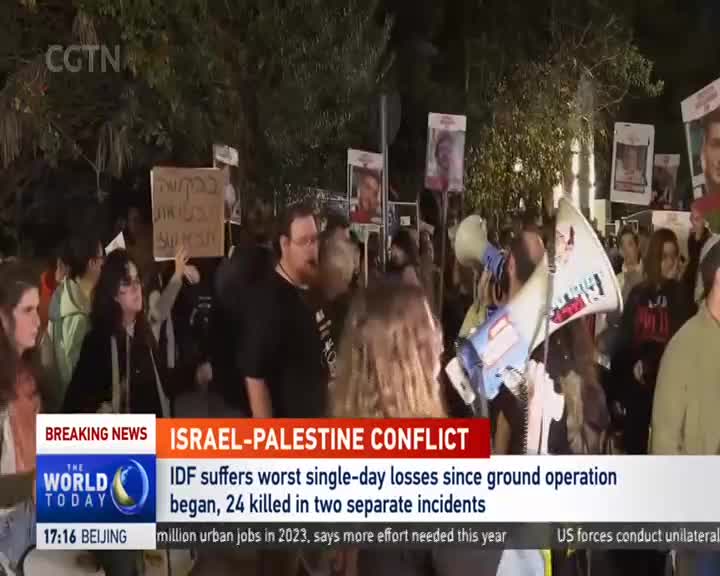 CGTN
BREAKING NEWS
ISRAEL-PALESTINE CONFLICT
THE
WORLD
TODAY
IDF suffers worst single-day losses since ground operation
began, 24 killed in two separate incidents
17:16 BEIJING
million urban jobs in 2023, says more effort needed this year US forces conduct unilateral